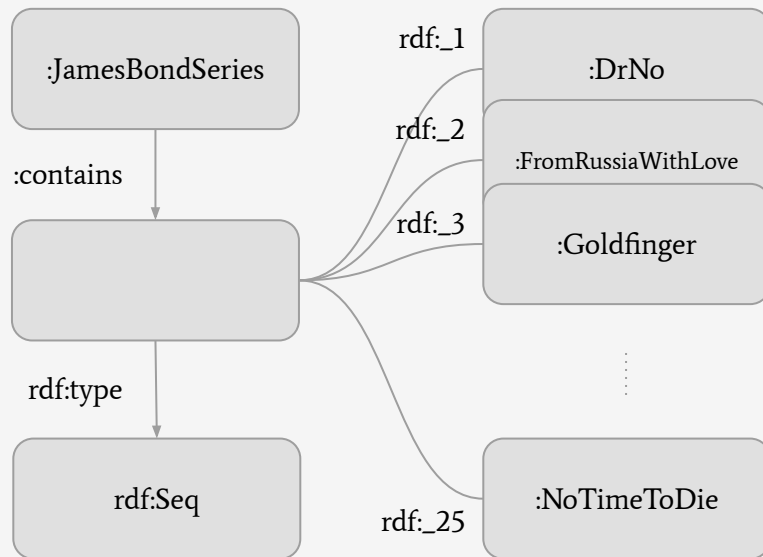 :JamesBondSeries
:contains
rdf:type
rdf:Seq
rdf:_1
:DrNo
rdf:_2
:FromRussiaWithLove
rdf:_3
:Goldfinger
rdf:_25
:NoTimeToDie